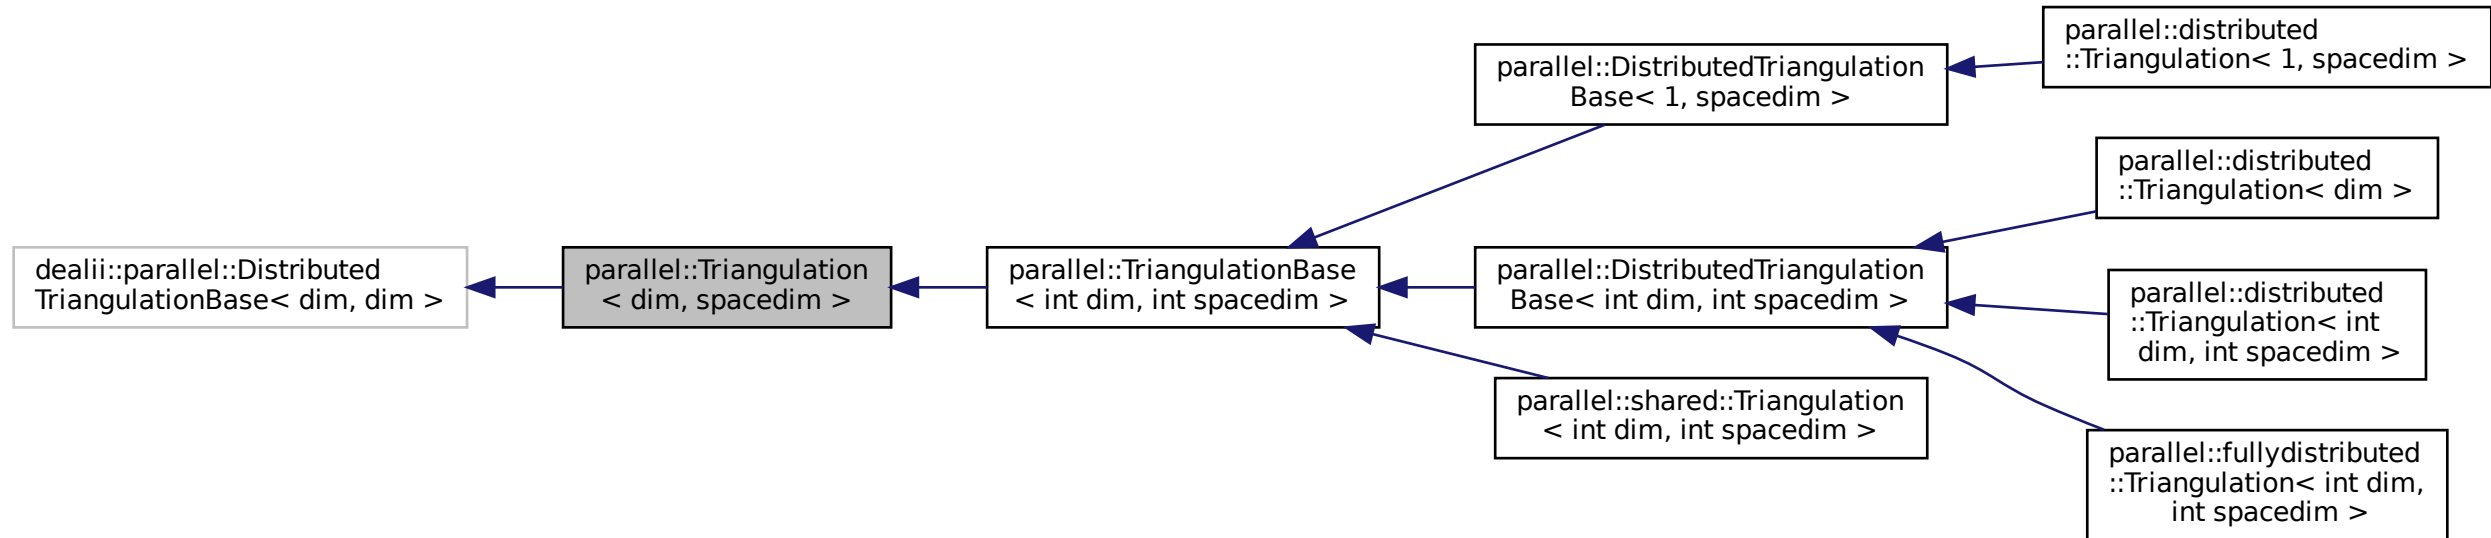 dealii::parallel::Distributed
TriangulationBase< dim, dim >
parallel::Triangulation
< dim, spacedim >
parallel::TriangulationBase
< int dim, int spacedim >
parallel::DistributedTriangulation
Base< 1, spacedim >
parallel::DistributedTriangulation
Base< int dim, int spacedim >
parallel::shared::Triangulation
< int dim, int spacedim >
parallel::distributed
::Triangulation< 1, spacedim >
parallel::distributed
::Triangulation< dim >
parallel::distributed
::Triangulation< int
dim, int spacedim >
parallel::fullydistributed
::Triangulation< int dim,
int spacedim >